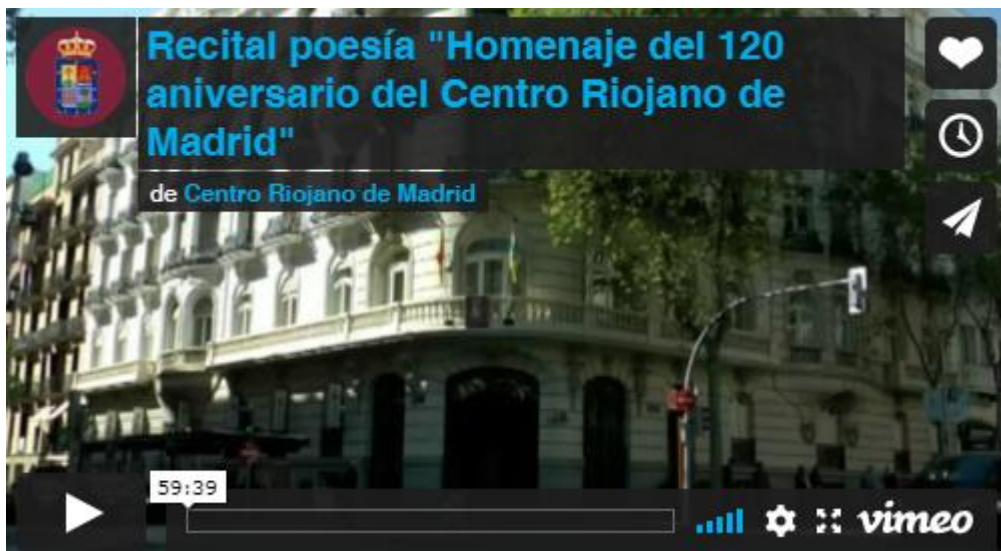 Recital poesía "Homenaje del 120
aniversario del Centro Riojano de
Madrid"
de Centro Riojano de Madrid
59:39
vimeo